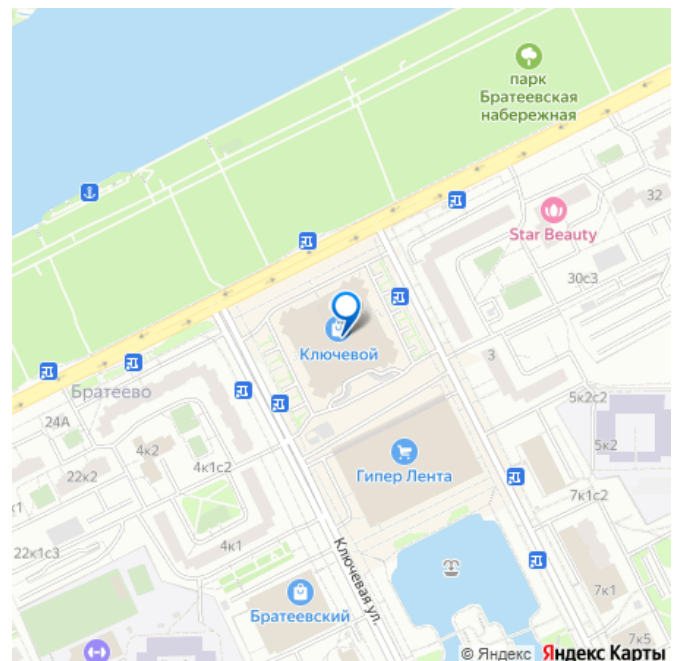 парк
Братеевская
набережная
32
Star Beauty
30с3
Ключевой
3
Братеево
5к2с2
24А
4к2
4к1с2
5к2
22к2
Гипер Лента
7к1с2
к1
22к1с3
4к1
Ключевая ул.
Братеевский
7к1
7к5
© Яндекс Яндекс Карты